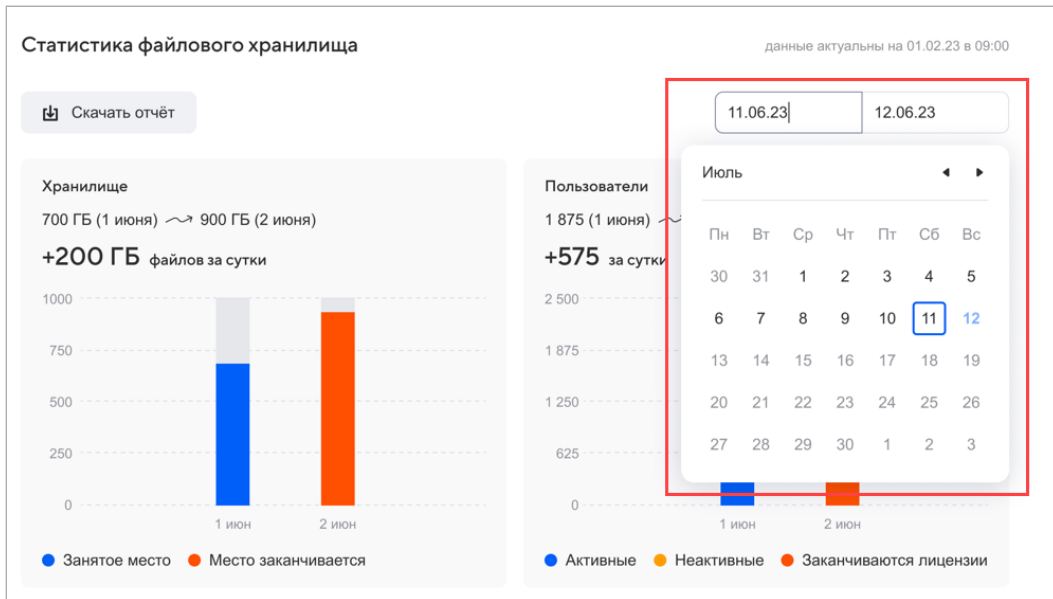 Статистика файлового хранилища
данные актуальны на 01.02.23 в 09:00
Скачать отчёт
11.06.23 12.06.23
Хранилище
700 ГБ (1 июня) 900 ГБ (2 июня)
+200 ГБ файлов за сутки
1000
750
500
250
0
1 июн 2 июн
Занятое место Место заканчивается
Пользователи
1 875 (1 июня)
+575 за сутки
2 500
1 875
1 250
625
0
1 июн 2 июн
Активные Неактивные Заканчиваются лицензии
Июль
Пн Вт Ср Чт Пт Сб Вс
30 31 1 2 3 4 5
6 7 8 9 10 11 12
13 14 15 16 17 18 19
20 21 22 23 24 25 26
27 28 29 30 1 2 3